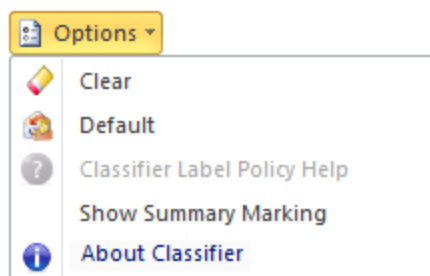 Options
Clear
Default
Classifier Label Policy Help
Show Summary Marking
About Classifier